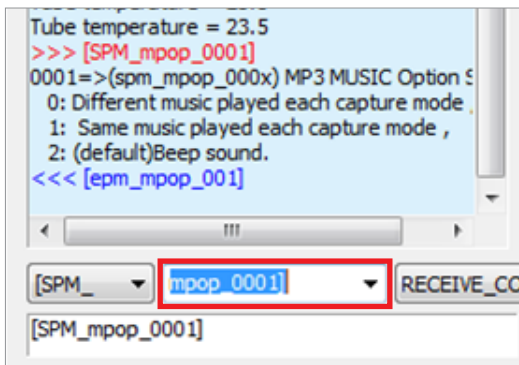 Tube temperature = 23.5
>>> [SPM_mpop_0001]
0001=>(spm_mpop_000x) MP3 MUSIC Option S
0: Different music played each capture mode ,
1: Same music played each capture mode ,
2: (default)Beep sound.
<<< [epm_mpop_001]
[SPM_ mpop_0001] RECEIVE_CO
[SPM_mpop_0001]